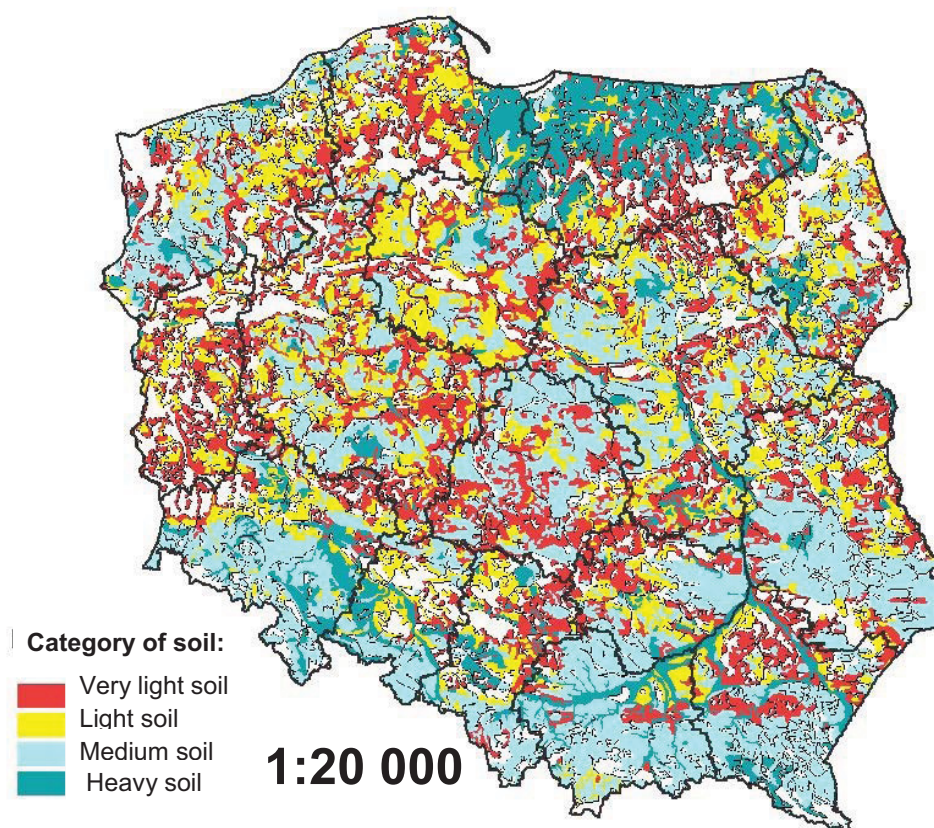 Category of soil:
Very light soil
Light soil
Medium soil
Heavy soil
1:20 000